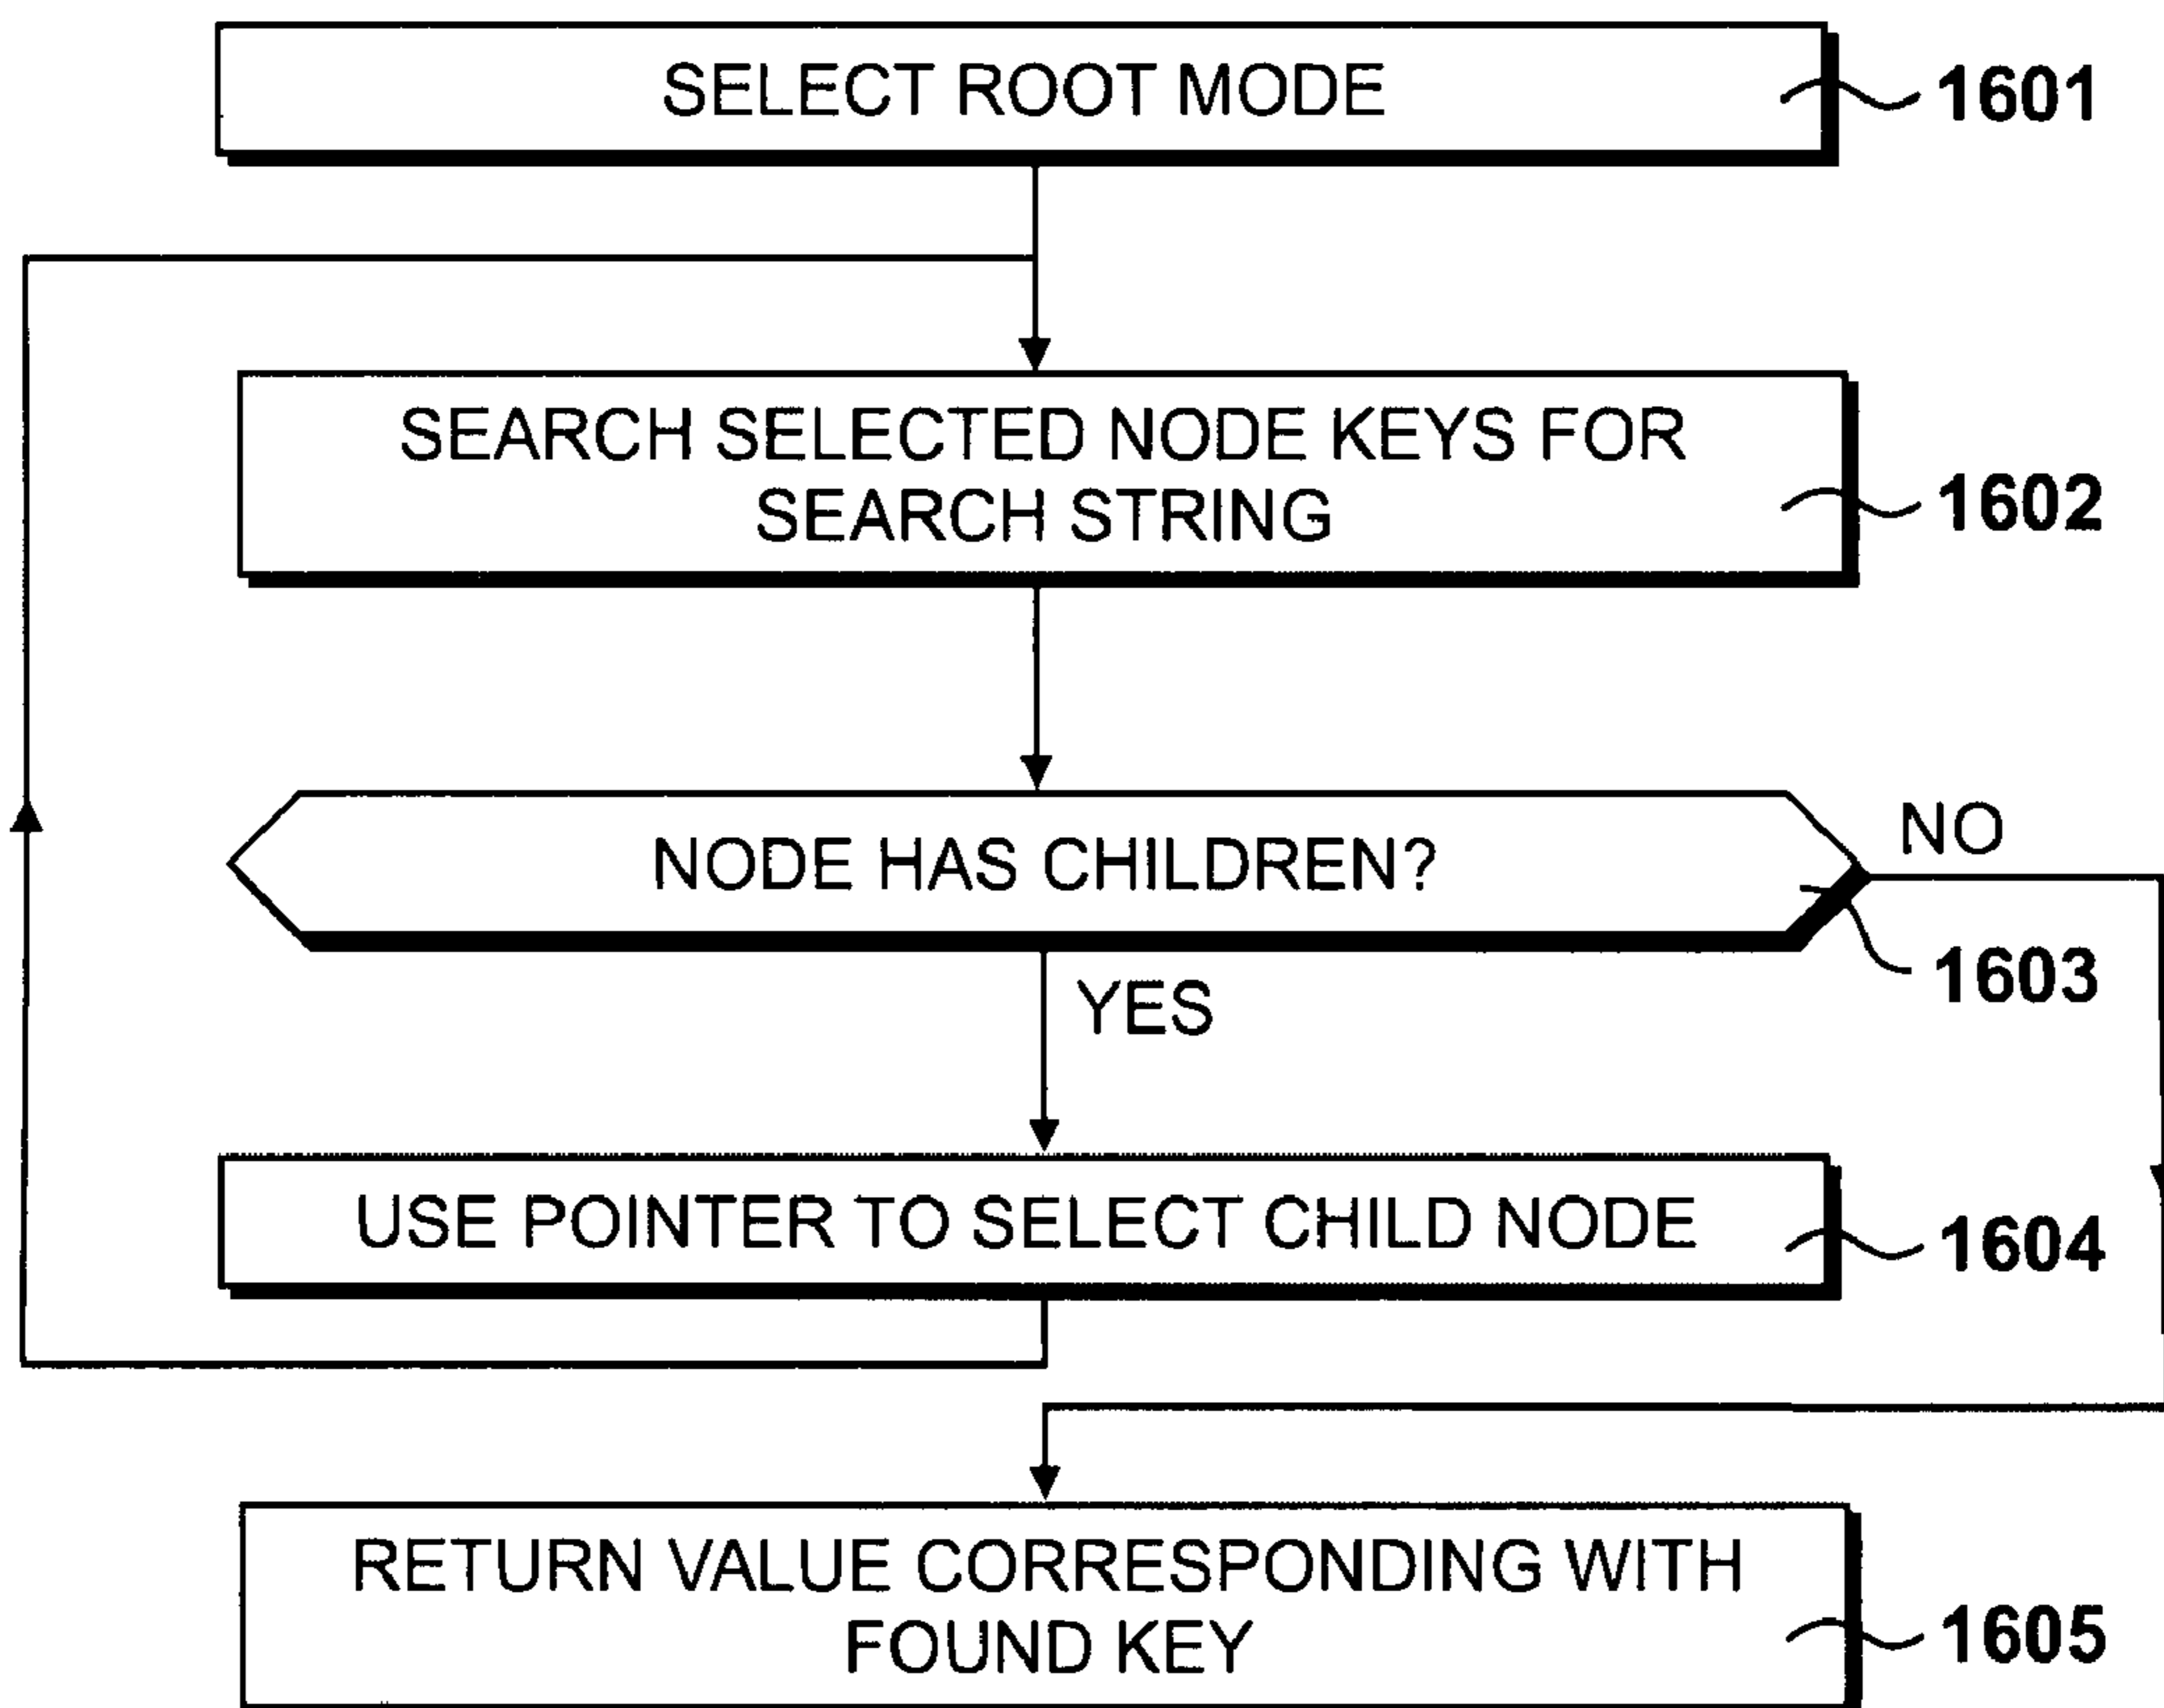 SELECT ROOT MODE
1601
SEARCH SELECTED NODE KEYS FOR
SEARCH STRING
1602
NODE HAS CHILDREN?
NO
1603
YES
USE POINTER TO SELECT CHILD NODE
1604
RETURN VALUE CORRESPONDING WITH
FOUND KEY
1605